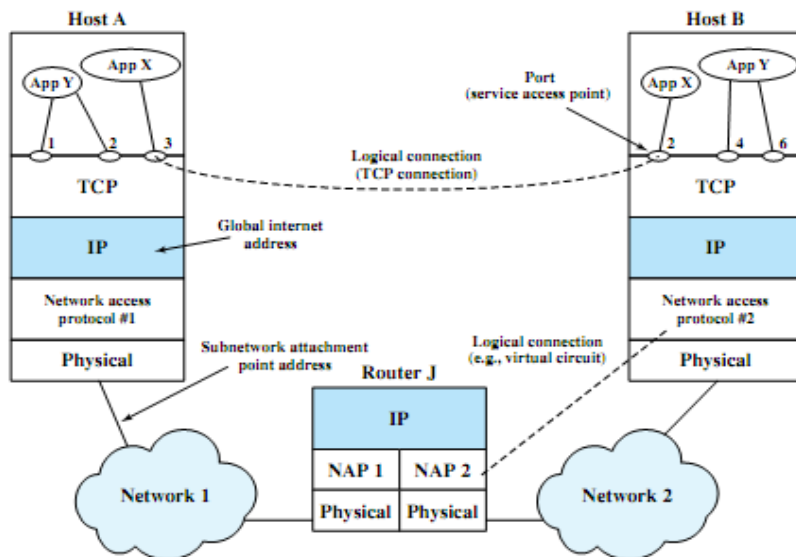 Host A
Host B
App X
App Y
Port
(service access point)
App X
App Y
1
2
3
2
4
6
Logical connection
(TCP connection)
TCP
TCP
Global internet
address
IP
IP
Network access
protocol #1
Network access
protocol #2
Logical connection
(e.g., virtual circuit)
Physical
Subnetwork attachment
point address
Physical
Router J
IP
NAP 1
NAP 2
Physical
Physical
Network 1
Network 2